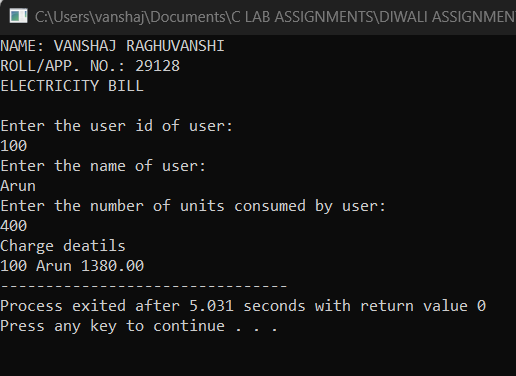 C:\Users\vanshaj\Documents\C LAB ASSIGNMENTS\DIWALI ASSIGNMEN
NAME: VANSHAJ RAGHUVANSHI
ROLL/APP. NO.: 29128
ELECTRICITY BILL
Enter the user id of user:
100
Enter the name of user:
Arun
Enter the number of units consumed by user:
400
Charge deatils
100 Arun 1380.00
--------------------------------
Process exited after 5.031 seconds with return value 0
Press any key to continue . . .